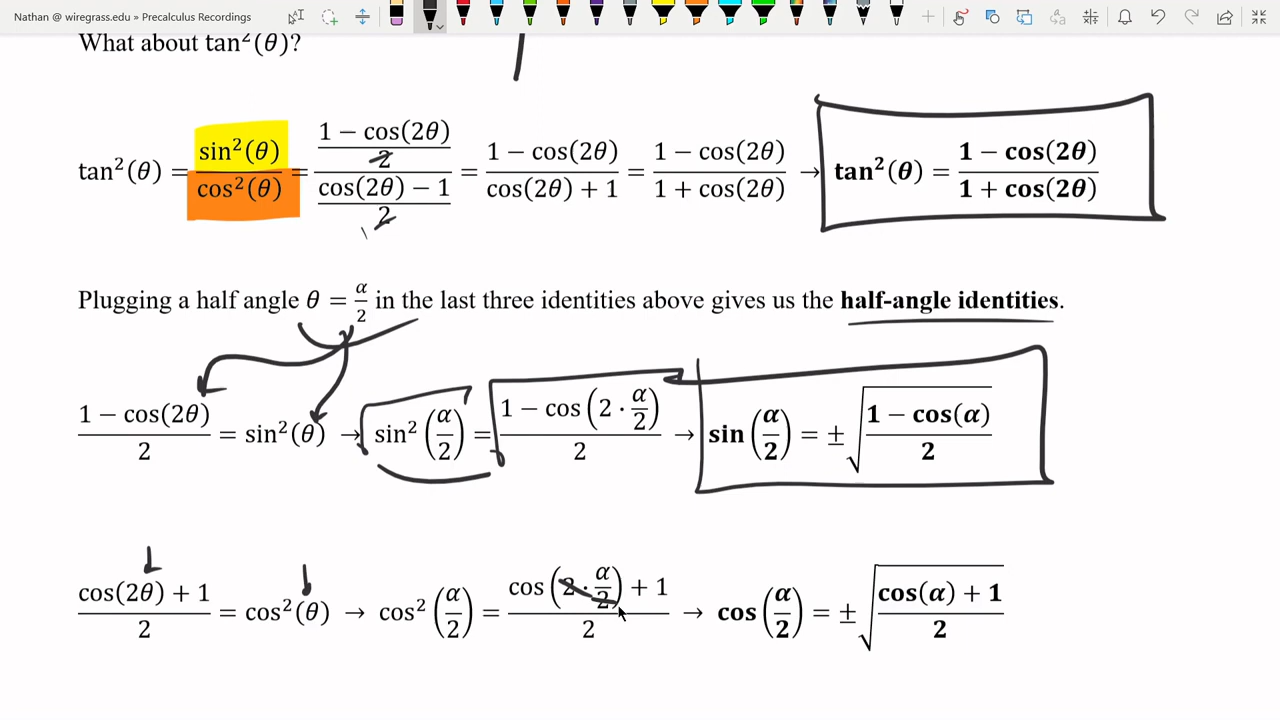 Nathan @ wiregrass.edu » Precalculus Recordings
What about tan²(θ)?
tan²(θ) = sin²(θ)/cos²(θ) = ((1 − cos(2θ))/2)/((cos(2θ) − 1)/2) = (1 − cos(2θ))/(cos(2θ) + 1) = (1 − cos(2θ))/(1 + cos(2θ)) → tan²(θ) = (1 − cos(2θ))/(1 + cos(2θ))
Plugging a half angle θ = α/2 in the last three identities above gives us the half-angle identities.
(1 − cos(2θ))/2 = sin²(θ) → sin²(α/2) = (1 − cos(2 · α/2))/2 → sin(α/2) = ±√((1 − cos(α))/2)
(cos(2θ) + 1)/2 = cos²(θ) → cos²(α/2) = (cos(2 · α/2) + 1)/2 → cos(α/2) = ±√((cos(α) + 1)/2)